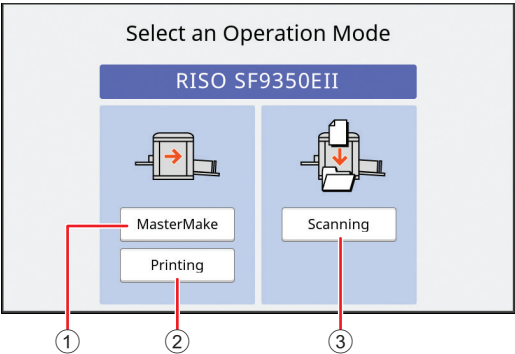 Select an Operation Mode
RISO SF9350EII
MasterMake
Scanning
Printing
1
2
3